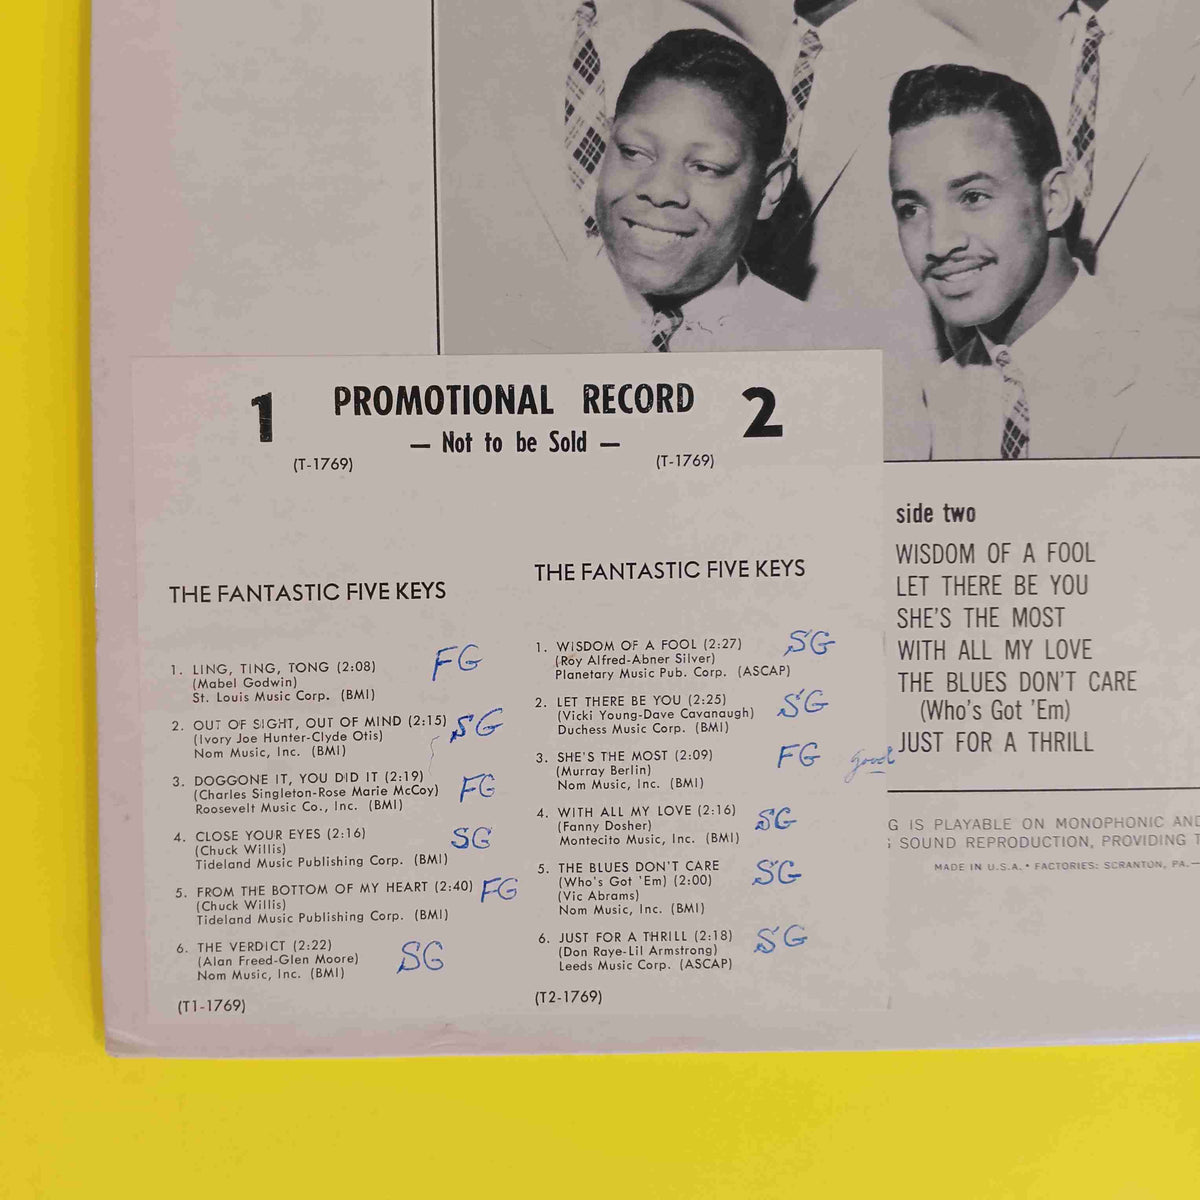 1 PROMOTIONAL RECORD 2
— Not to be Sold —
(T-1769) (T-1769)
THE FANTASTIC FIVE KEYS
1. LING, TING, TONG (2:08) FG
(Mabel Godwin)
St. Louis Music Corp. (BMI)
2. OUT OF SIGHT, OUT OF MIND (2:15) SG
(Ivory Joe Hunter-Clyde Otis)
Nom Music, Inc. (BMI)
3. DOGGONE IT, YOU DID IT (2:19) FG
(Charles Singleton-Rose Marie McCoy)
Roosevelt Music Co., Inc. (BMI)
4. CLOSE YOUR EYES (2:16) SG
(Chuck Willis)
Tideland Music Publishing Corp. (BMI)
5. FROM THE BOTTOM OF MY HEART (2:40) FG
(Chuck Willis)
Tideland Music Publishing Corp. (BMI)
6. THE VERDICT (2:22) SG
(Alan Freed-Glen Moore)
Nom Music, Inc. (BMI)
(T1-1769)
THE FANTASTIC FIVE KEYS
1. WISDOM OF A FOOL (2:27) SG
(Roy Alfred-Abner Silver)
Planetary Music Pub. Corp. (ASCAP)
2. LET THERE BE YOU (2:25) SG
(Vicki Young-Dave Cavanaugh)
Duchess Music Corp. (BMI)
3. SHE'S THE MOST (2:09) FG good
(Murray Berlin)
Nom Music, Inc. (BMI)
4. WITH ALL MY LOVE (2:16) SG
(Fanny Dosher)
Montecito Music, Inc. (BMI)
5. THE BLUES DON'T CARE SG
(Who's Got 'Em) (2:00)
(Vic Abrams)
Nom Music, Inc. (BMI)
6. JUST FOR A THRILL (2:18) SG
(Don Raye-Lil Armstrong)
Leeds Music Corp. (ASCAP)
(T2-1769)
side two
WISDOM OF A FOOL
LET THERE BE YOU
SHE'S THE MOST
WITH ALL MY LOVE
THE BLUES DON'T CARE
(Who's Got 'Em)
JUST FOR A THRILL
G IS PLAYABLE ON MONOPHONIC AND
SOUND REPRODUCTION, PROVIDING
MADE IN U.S.A. • FACTORIES: SCRANTON, PA.—